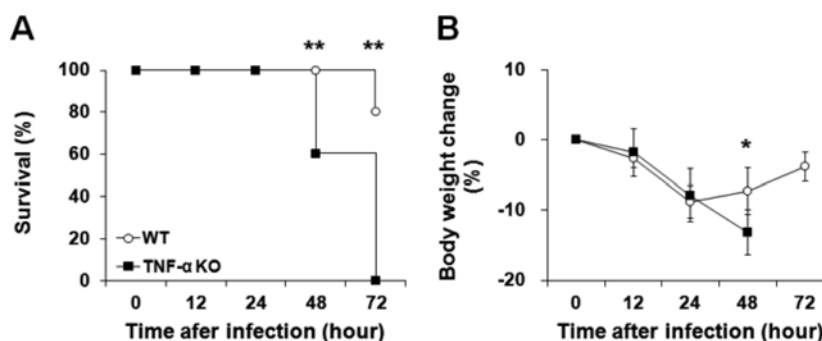 A
** **
100
80
60
40
20
0
Survival (%)
WT
TNF-α KO
0 12 24 48 72
Time afer infection (hour)
B
10
0
-10
-20
Body weight change
(%)
*
0 12 24 48 72
Time after infection (hour)